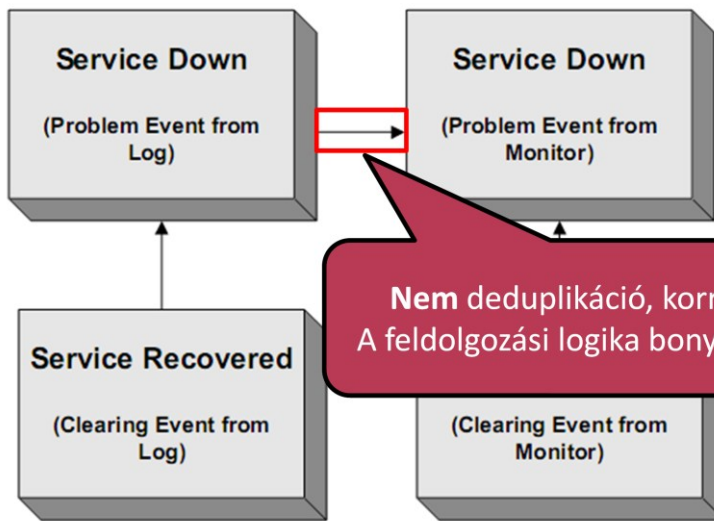 Service Down
(Problem Event from
Log)
Service Down
(Problem Event from
Monitor)
Nem deduplikáció,
A feldolgozási logika
Service Recovered
(Clearing Event from
Log)
(Clearing Event from
Monitor)